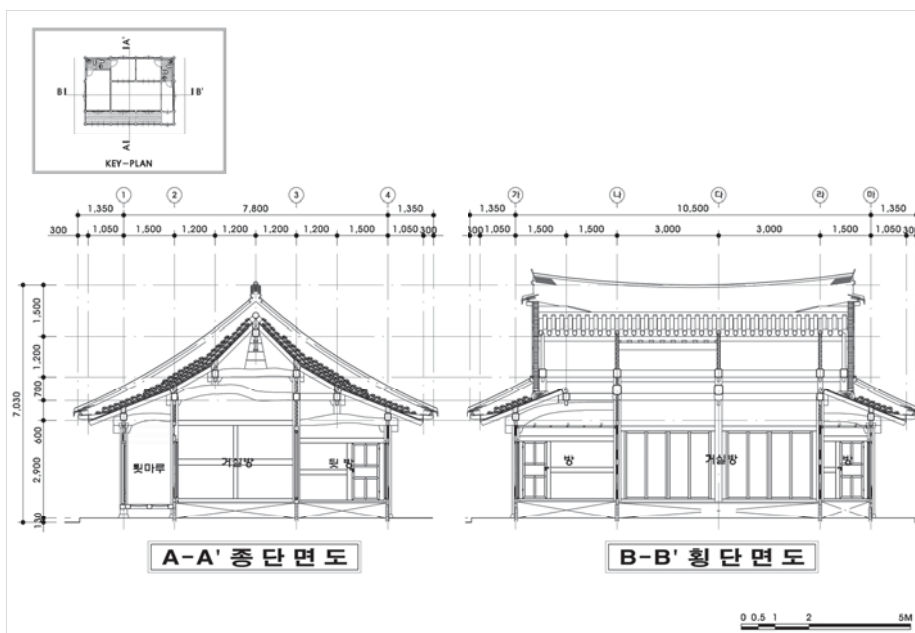 A'
B B'
A
KEY-PLAN
1 2 3 4
1,350 7,800 1,350
300 1,050 1,500 1,200 1,200 1,200 1,200 1,500 1,050 300
가 나 다 라 마
1,350 10,500 1,350
300 1,050 1,500 1,500 3,000 3,000 1,500 1,050 300
7,030
1,500
1,200
700
600
2,900
130
툇마루 거실방 뒷방
방 거실방 방
A-A' 종단면도
B-B' 횡단면도
0 0.5 1 2 5M